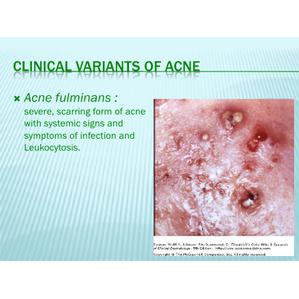 CLINICAL VARIANTS OF ACNE
Acne fulminans :
severe, scarring form of acne
with systemic signs and
symptoms of infection and
Leukocytosis.